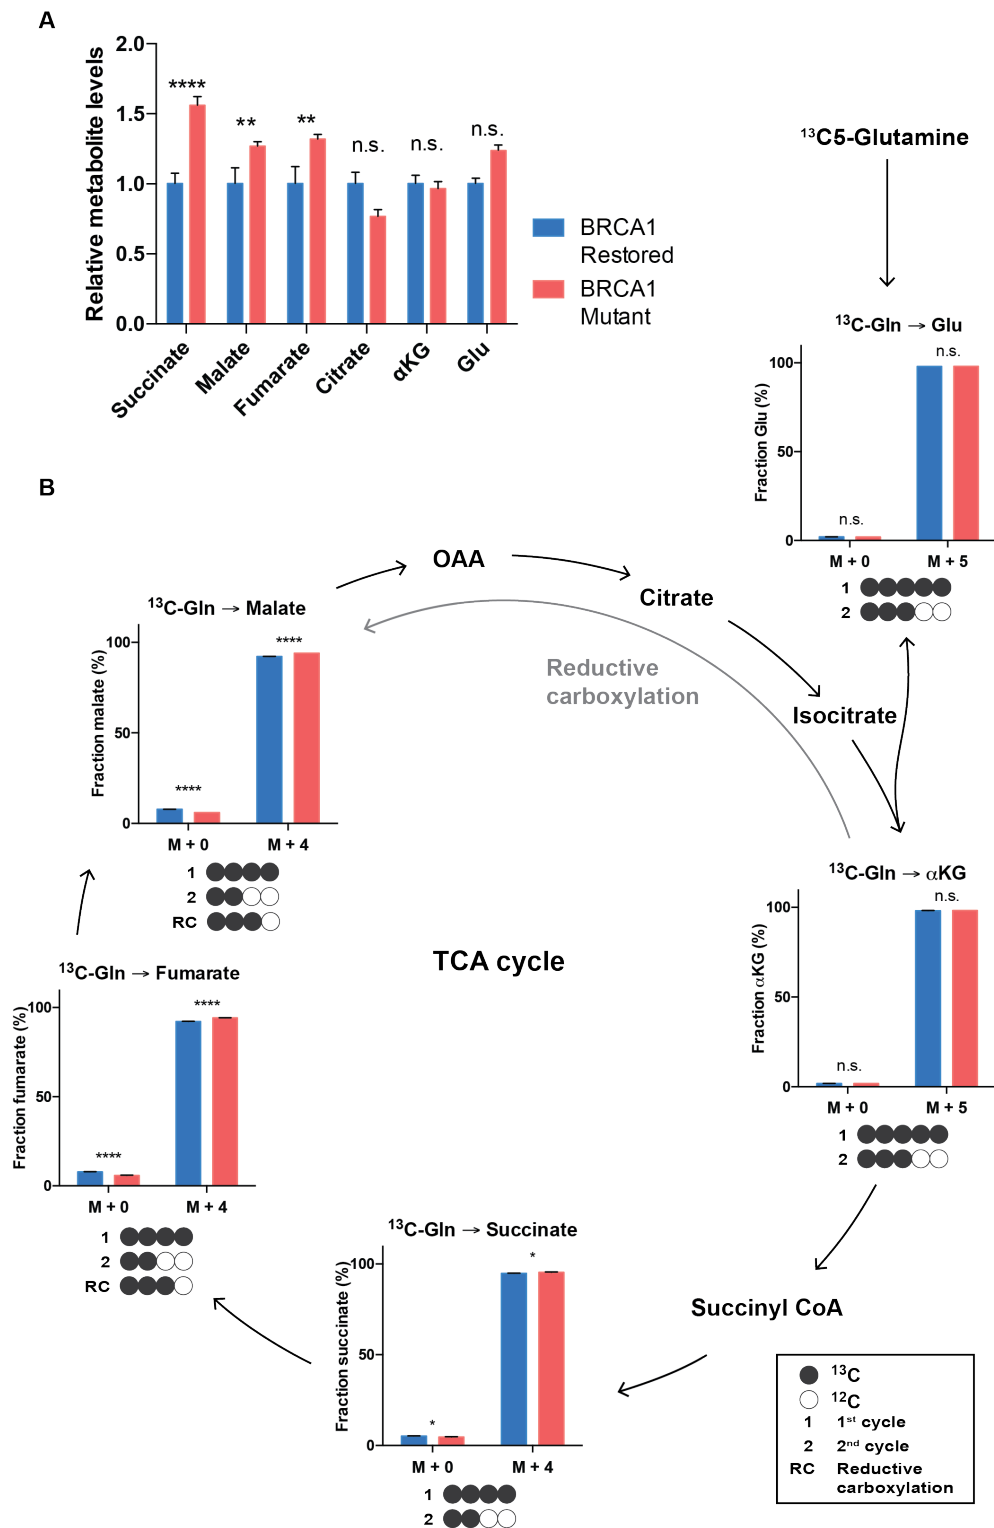 A
2.0
1.5
1.0
0.5
0.0
Relative metabolite levels
****
**
**
n.s.
n.s.
n.s.
Succinate
Malate
Fumarate
Citrate
αKG
Glu
BRCA1
Restored
BRCA1
Mutant
¹³C5-Glutamine
¹³C-Gln → Glu
Fraction Glu (%)
100
50
0
n.s.
n.s.
M + 0
M + 5
1
2
B
OAA
Citrate
Isocitrate
Reductive
carboxylation
TCA cycle
¹³C-Gln → Malate
Fraction malate (%)
100
50
0
****
****
M + 0
M + 4
1
2
RC
¹³C-Gln → αKG
Fraction αKG (%)
100
50
0
n.s.
n.s.
M + 0
M + 5
1
2
¹³C-Gln → Fumarate
Fraction fumarate (%)
100
50
0
****
****
M + 0
M + 4
1
2
RC
¹³C-Gln → Succinate
Fraction succinate (%)
100
50
0
*
*
M + 0
M + 4
1
2
Succinyl CoA
¹³C
¹²C
1 1ˢᵗ cycle
2 2ⁿᵈ cycle
RC Reductive
carboxylation